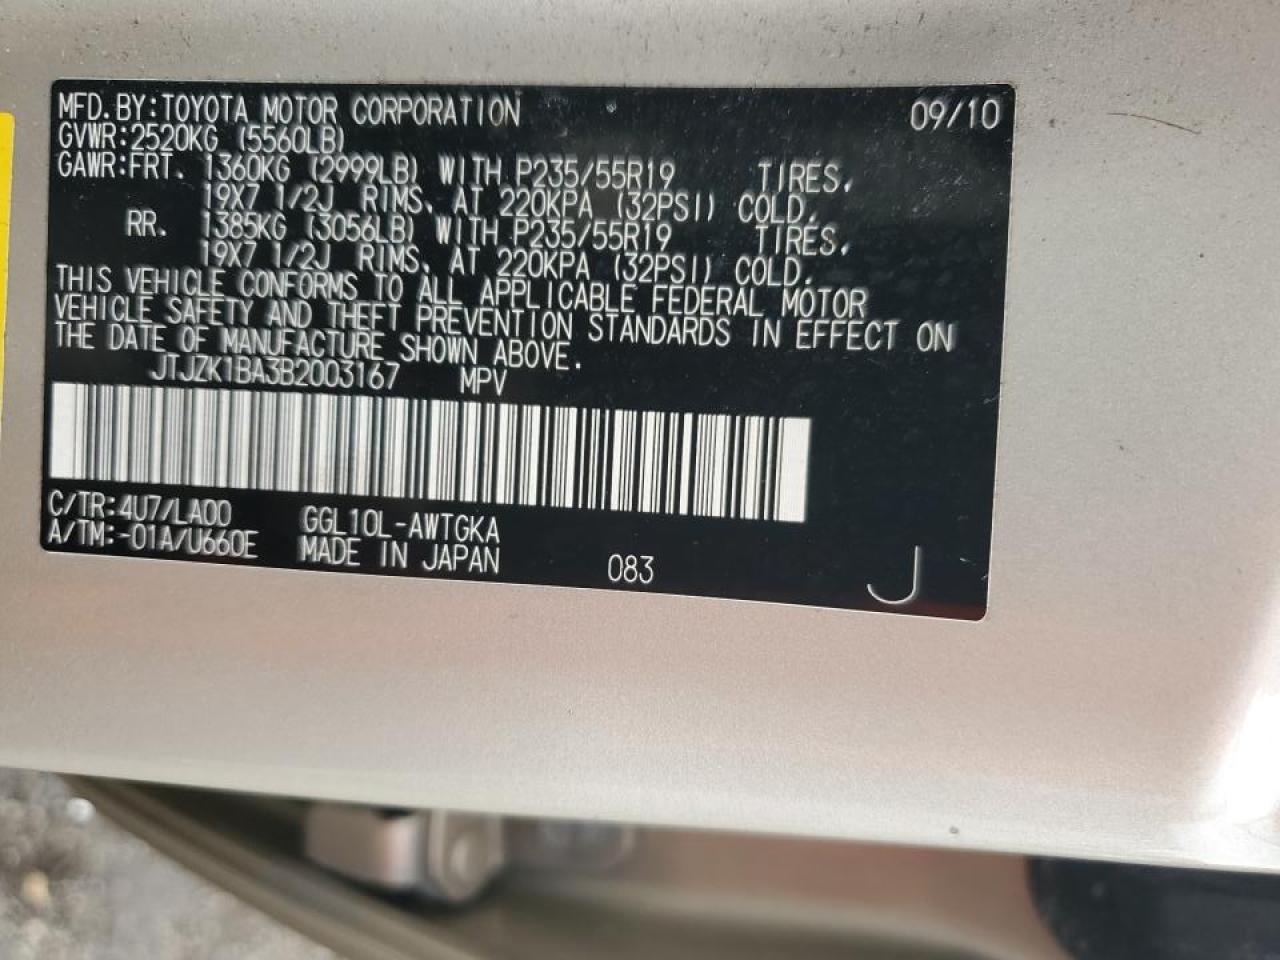 MFD. BY: TOYOTA MOTOR CORPORATION 09/10
GVWR: 2520KG (5560LB)
GAWR: FRT. 1360KG (2999LB) WITH P235/55R19 TIRES,
19X7 1/2J RIMS, AT 220KPA (32PSI) COLD.
RR. 1385KG (3056LB) WITH P235/55R19 TIRES,
19X7 1/2J RIMS, AT 220KPA (32PSI) COLD.
THIS VEHICLE CONFORMS TO ALL APPLICABLE FEDERAL MOTOR
VEHICLE SAFETY AND THEFT PREVENTION STANDARDS IN EFFECT ON
THE DATE OF MANUFACTURE SHOWN ABOVE.
JTJZK1BA3B2003167 MPV
C/TR: 4U7/LA00 GGL10L-AWTGKA
A/TM: -01A/U660E MADE IN JAPAN 083 J